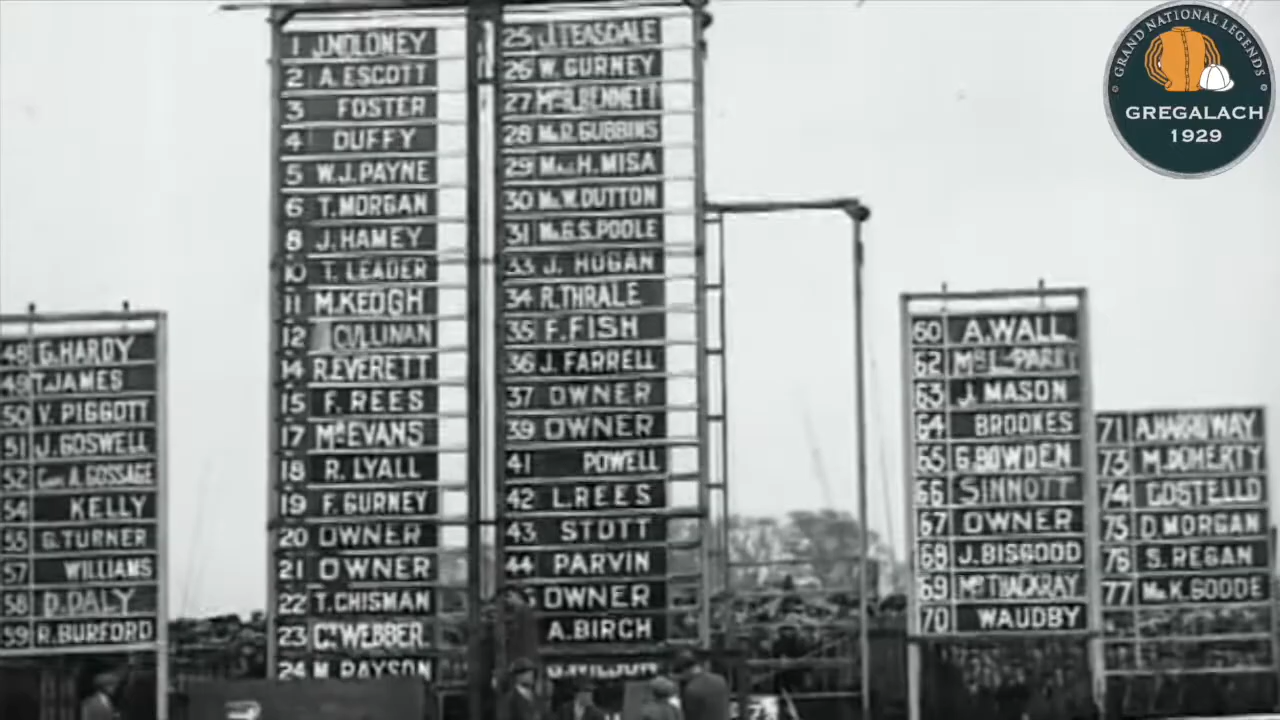 GRAND NATIONAL LEGENDS
GREGALACH
1929
48 G. HARDY
49 T. JAMES
50 V. PIGGOTT
51 J. GOSWELL
52 A. GOSSAGE
54 KELLY
55 G. TURNER
57 WILLIAMS
58 D. DALY
59 R. BURFORD
1 J. MOLONEY
2 A. ESCOTT
3 FOSTER
4 DUFFY
5 W.J. PAYNE
6 T. MORGAN
8 J. HAMEY
10 T. LEADER
11 M. KEOGH
12 CULLINAN
14 R. EVERETT
15 F. REES
17 MR EVANS
18 R. LYALL
19 F. GURNEY
20 OWNER
21 OWNER
22 T. CHISMAN
23 CT WEBBER
24 M. RAYSON
25 J. TEASDALE
26 W. GURNEY
27 BENNETT
28 MR R. GUBBINS
29 H. MISA
30 MR W. DUTTON
31 MR G.S. POOLE
33 J. HOGAN
34 R. THRALE
35 F. FISH
36 J. FARRELL
37 OWNER
39 OWNER
41 POWELL
42 L. REES
43 STOTT
44 PARVIN
OWNER
A. BIRCH
60 A. WALL
62
63 J. MASON
64 BROOKES
65 G. BOWDEN
66 SINNOTT
67 OWNER
68 J. BISGOOD
69 MR THACKRAY
70 WAUDBY
71
73 M. DOHERTY
74 COSTELLO
75 D. MORGAN
76 S. REGAN
77 MR K. GOODE